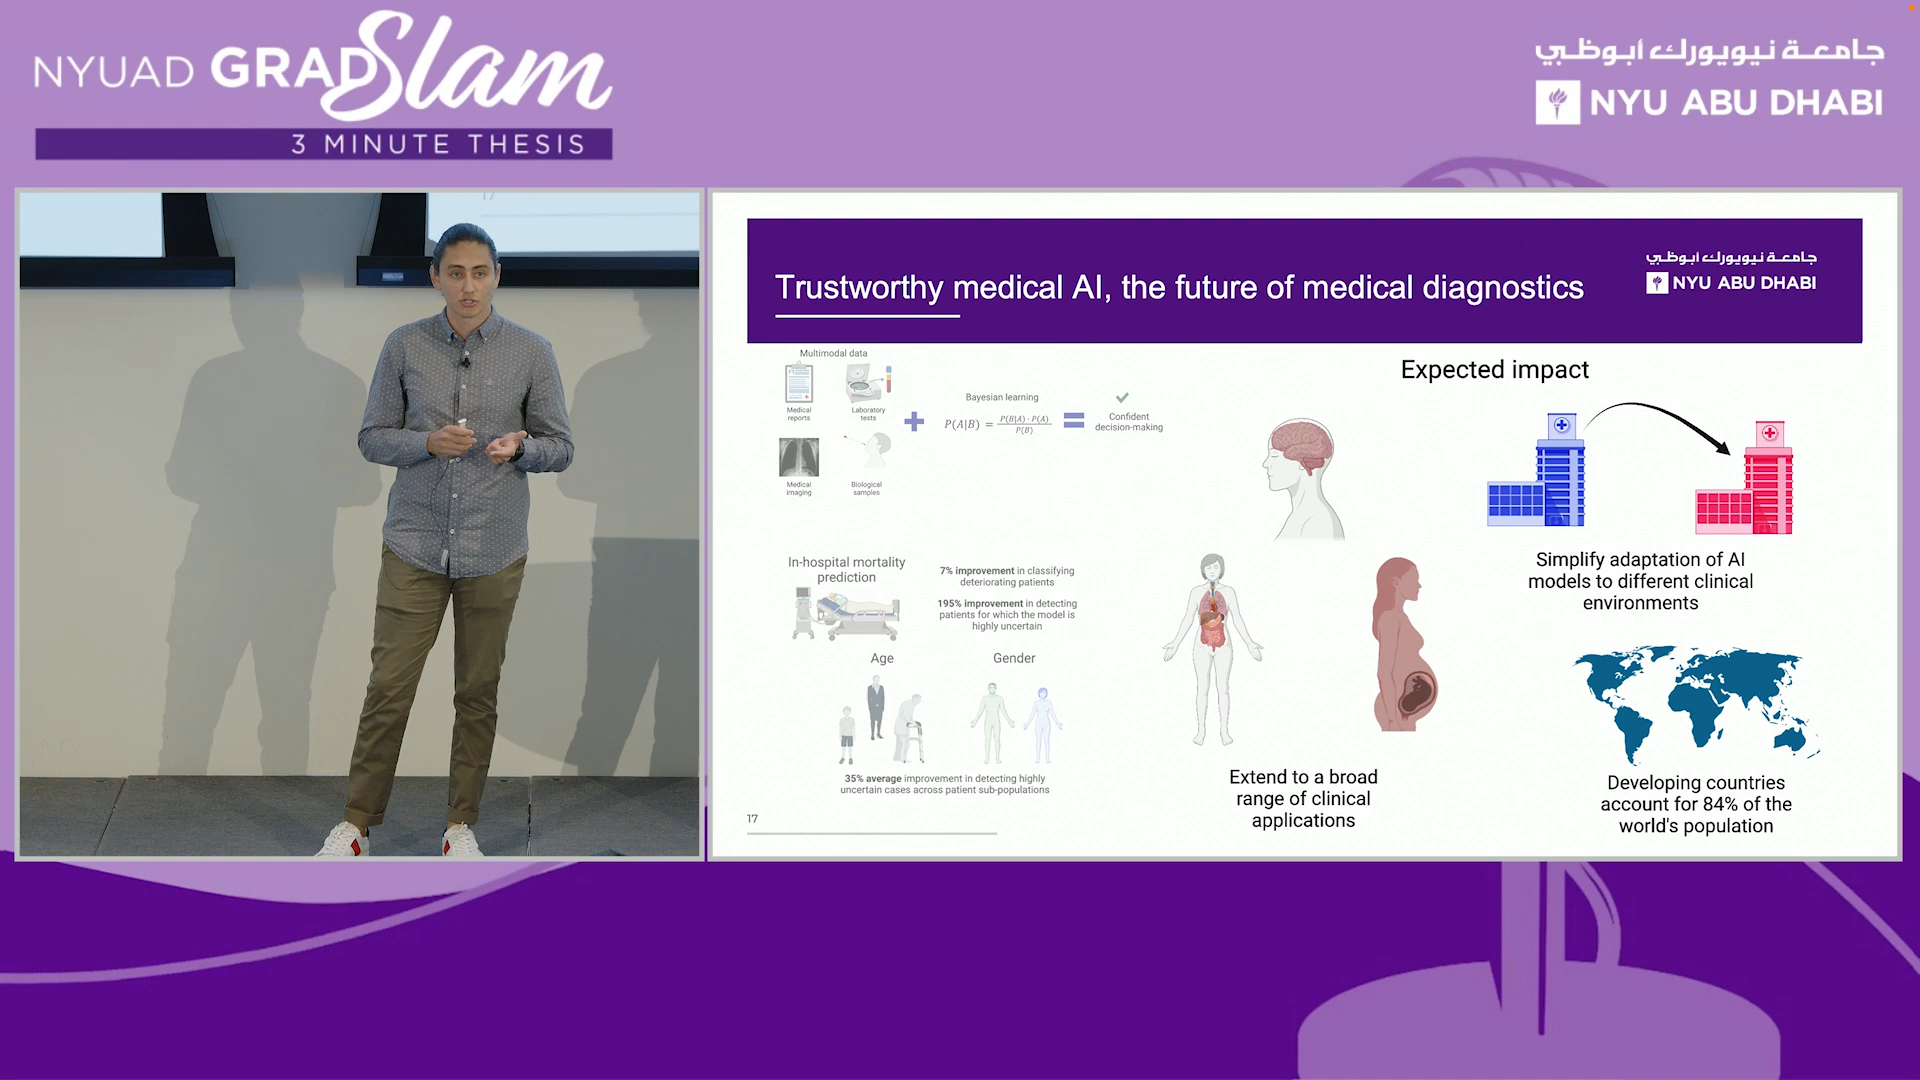 NYUAD GRADSlam
3 MINUTE THESIS
جامعة نيويورك أبوظبي
NYU ABU DHABI
17
Trustworthy medical AI, the future of medical diagnostics
جامعة نيويورك أبوظبي
NYU ABU DHABI
Multimodal data
Medical
reports
Laboratory
tests
Medical
imaging
Biological
samples
Bayesian learning
P(A|B) = P(B|A) · P(A)
P(B)
Confident
decision-making
In-hospital mortality
prediction
7% improvement in classifying
deteriorating patients
195% improvement in detecting
patients for which the model is
highly uncertain
Age
Gender
35% average improvement in detecting highly
uncertain cases across patient sub-populations
17
Expected impact
Extend to a broad
range of clinical
applications
Simplify adaptation of AI
models to different clinical
environments
Developing countries
account for 84% of the
world's population